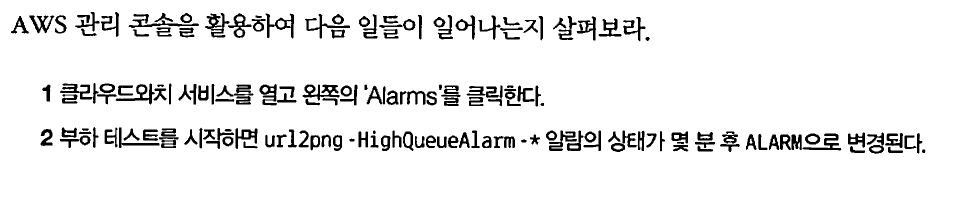 AWS 관리 콘솔을 활용하여 다음 일들이 일어나는지 살펴보라.
1 클라우드와치 서비스를 열고 왼쪽의 'Alarms'를 클릭한다.
2 부하 테스트를 시작하면 url2png-HighQueueAlarm-* 알람의 상태가 몇 분 후 ALARM으로 변경된다.